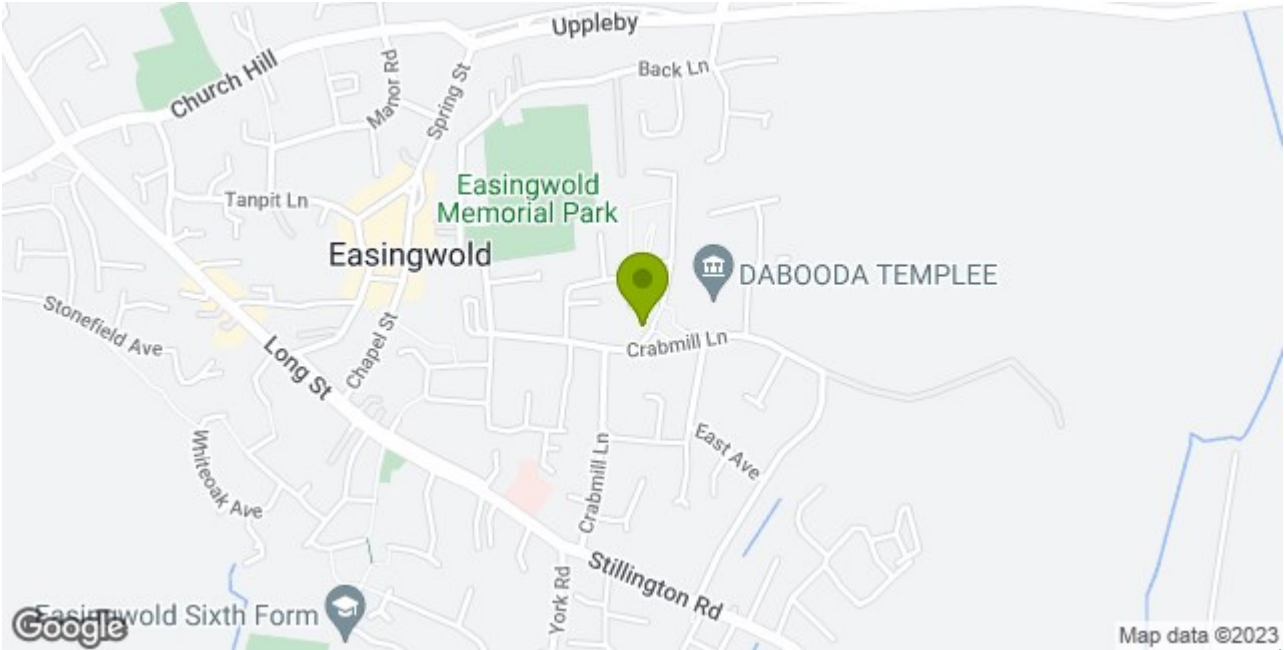 Uppleby
Back Ln
Church Hill
Manor Rd
Spring St
Easingwold
Memorial Park
Tanpit Ln
Easingwold
DABOODA TEMPLEE
Stonefield Ave
Long St
Chapel St
Crabmill Ln
East Ave
Whiteoak Ave
Crabmill Ln
Stillington Rd
York Rd
Easingwold Sixth Form
Google
Map data ©2023